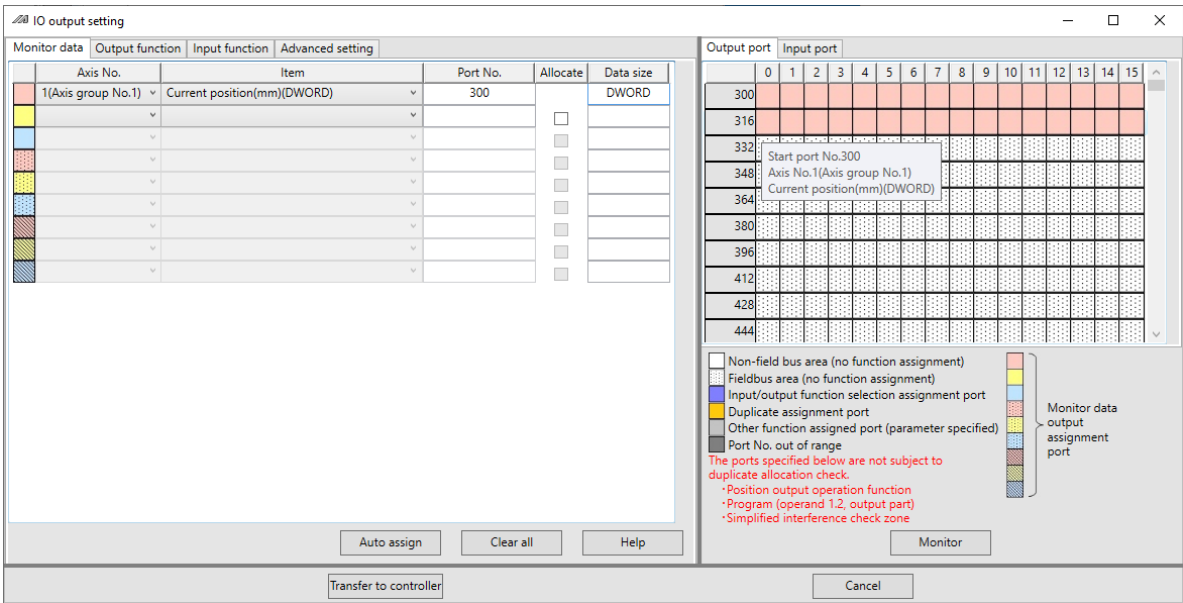 IO output setting
Monitor data Output function Input function Advanced setting
Axis No. Item Port No. Allocate Data size
1(Axis group No.1) Current position(mm)(DWORD) 300 DWORD
Auto assign Clear all Help
Output port Input port
0 1 2 3 4 5 6 7 8 9 10 11 12 13 14 15
300
316
332
348
364
380
396
412
428
444
Start port No.300
Axis No.1(Axis group No.1)
Current position(mm)(DWORD)
Non-field bus area (no function assignment)
Fieldbus area (no function assignment)
Input/output function selection assignment port
Duplicate assignment port
Other function assigned port (parameter specified)
Port No. out of range
The ports specified below are not subject to
duplicate allocation check.
・Position output operation function
・Program (operand 1.2, output part)
・Simplified interference check zone
Monitor data
output
assignment
port
Monitor
Transfer to controller Cancel